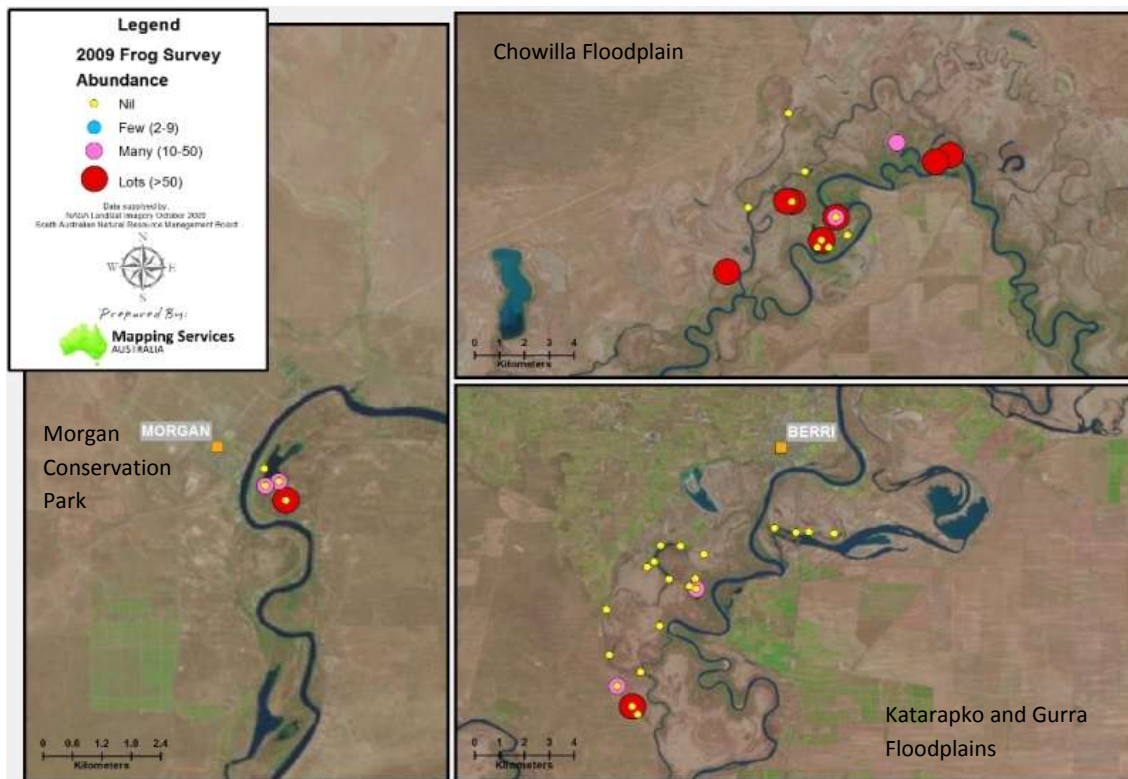 Legend
2009 Frog Survey
Abundance
Nil
Few (2-9)
Many (10-50)
Lots (>50)
Data supplied by:
NASA Landsat Imagery October 2009
South Australian Natural Resource Management Board
N
W E
S
Prepared By:
Mapping Services
AUSTRALIA
Morgan
Conservation
Park
MORGAN
0 0.6 1.2 1.8 2.4
Kilometers
Chowilla Floodplain
0 1 2 3 4
Kilometers
BERRI
Katarapko and Gurra
Floodplains
0 1 2 3 4
Kilometers